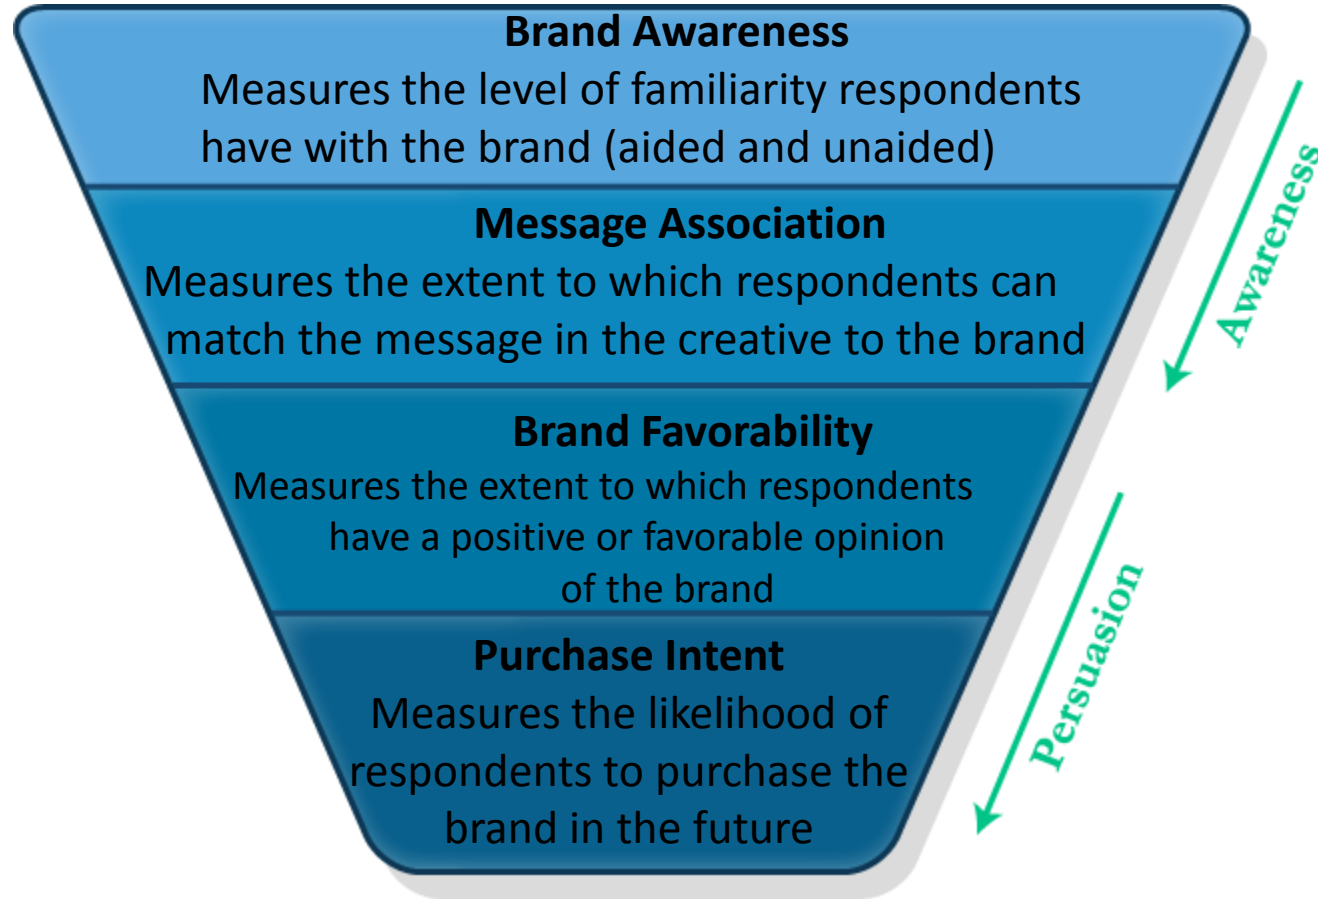 Brand Awareness
Measures the level of familiarity respondents
have with the brand (aided and unaided)
Message Association
Measures the extent to which respondents can
match the message in the creative to the brand
Brand Favorability
Measures the extent to which respondents
have a positive or favorable opinion
of the brand
Purchase Intent
Measures the likelihood of
respondents to purchase the
brand in the future
Awareness
Persuasion